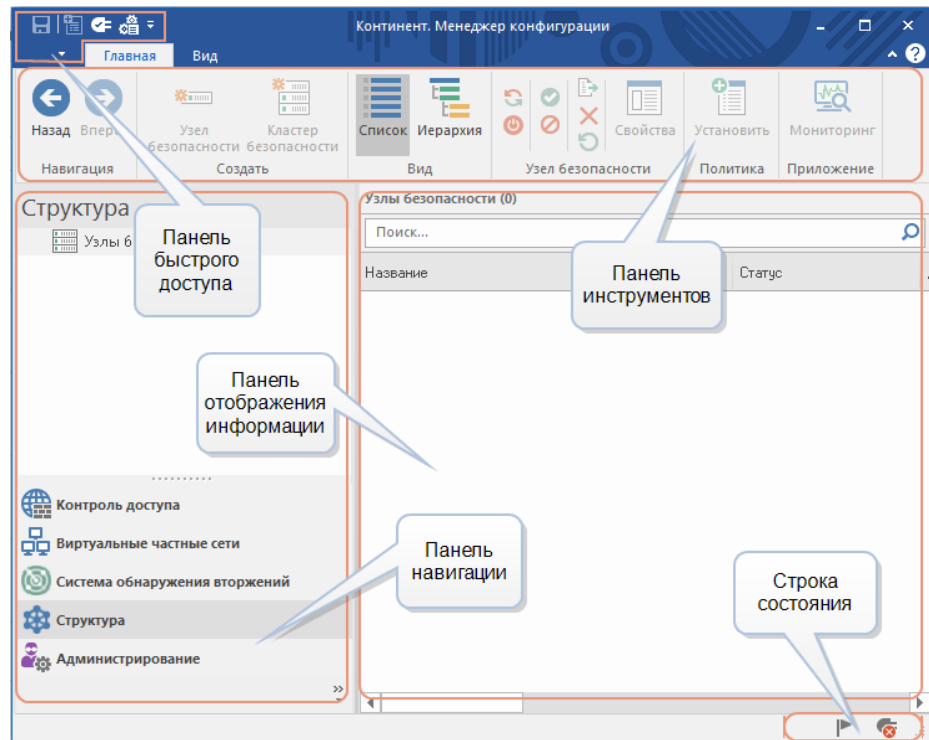 Континент. Менеджер конфигурации
Главная
Вид
Назад
Узел безопасности
Кластер безопасности
Список
Иерархия
Свойства
Установить
Мониторинг
Навигация
Создать
Вид
Узел безопасности
Политика
Приложение
Структура
Узлы б
Узлы безопасности (0)
Поиск...
Название
Статус
Панель
быстрого
доступа
Панель
инструментов
Панель
отображения
информации
Контроль доступа
Виртуальные частные сети
Система обнаружения вторжений
Структура
Администрирование
Панель
навигации
Строка
состояния